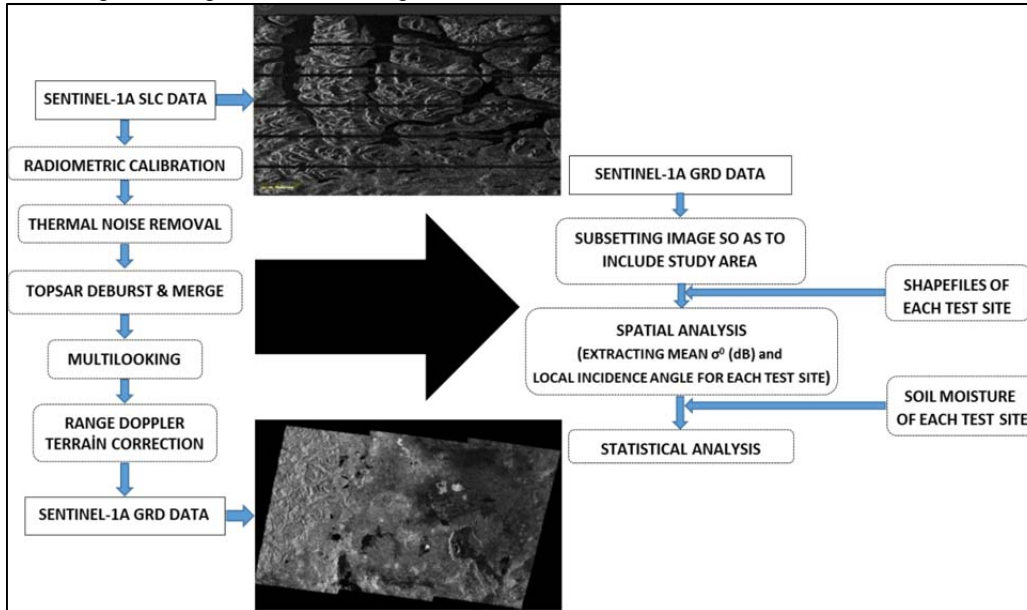 SENTINEL-1A SLC DATA
RADIOMETRIC CALIBRATION
THERMAL NOISE REMOVAL
TOPSAR DEBURST & MERGE
MULTILOOKING
RANGE DOPPLER
TERRAİN CORRECTION
SENTINEL-1A GRD DATA
SENTINEL-1A GRD DATA
SUBSETTING IMAGE SO AS TO
INCLUDE STUDY AREA
SHAPEFILES OF
EACH TEST SITE
SPATIAL ANALYSIS
(EXTRACTING MEAN σ⁰ (dB) and
LOCAL INCIDENCE ANGLE FOR EACH TEST SITE)
SOIL MOISTURE
OF EACH TEST SITE
STATISTICAL ANALYSIS